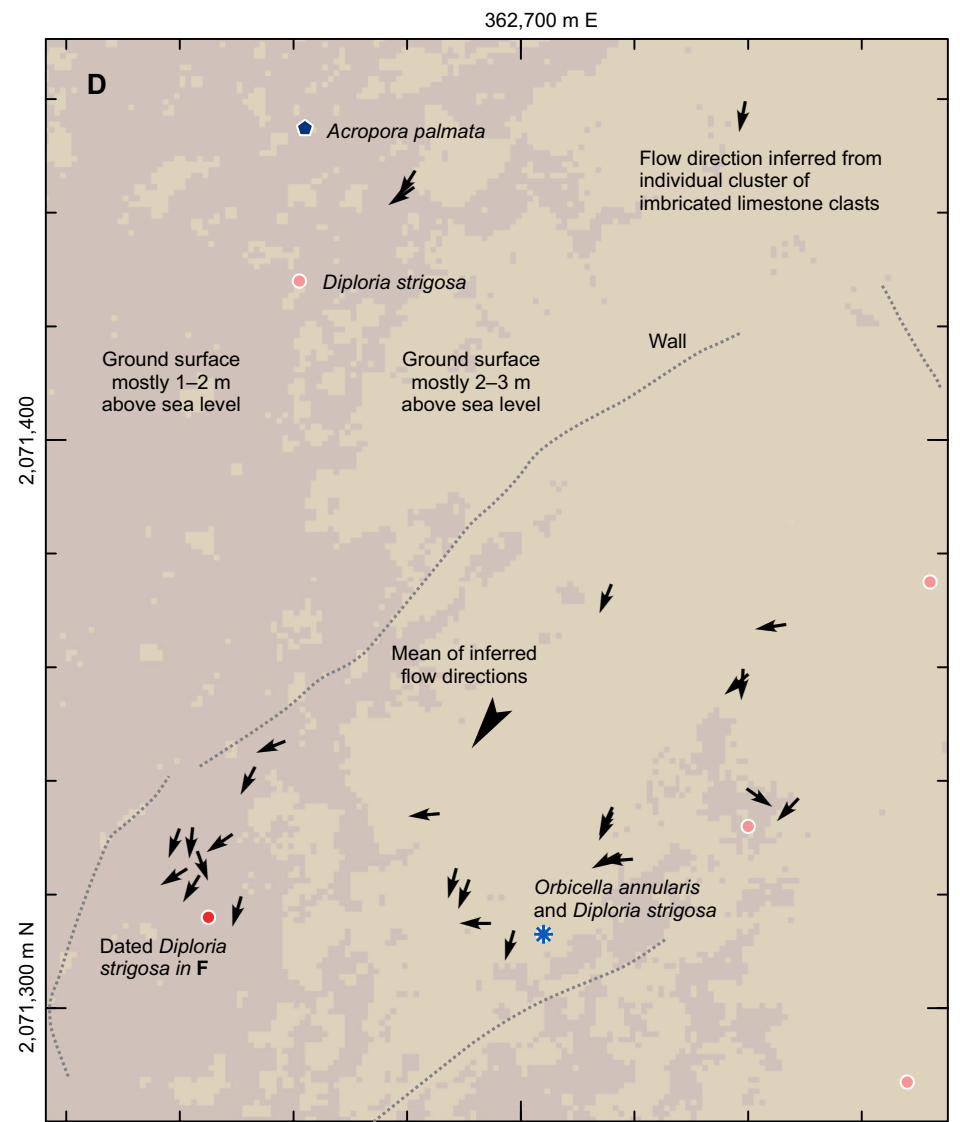 362,700 m E
D
Acropora palmata
Flow direction inferred from
individual cluster of
imbricated limestone clasts
Diploria strigosa
Wall
Ground surface
mostly 1–2 m
above sea level
Ground surface
mostly 2–3 m
above sea level
2,071,400
Mean of inferred
flow directions
Orbicella annularis
and Diploria strigosa
Dated Diploria
strigosa in F
2,071,300 m N